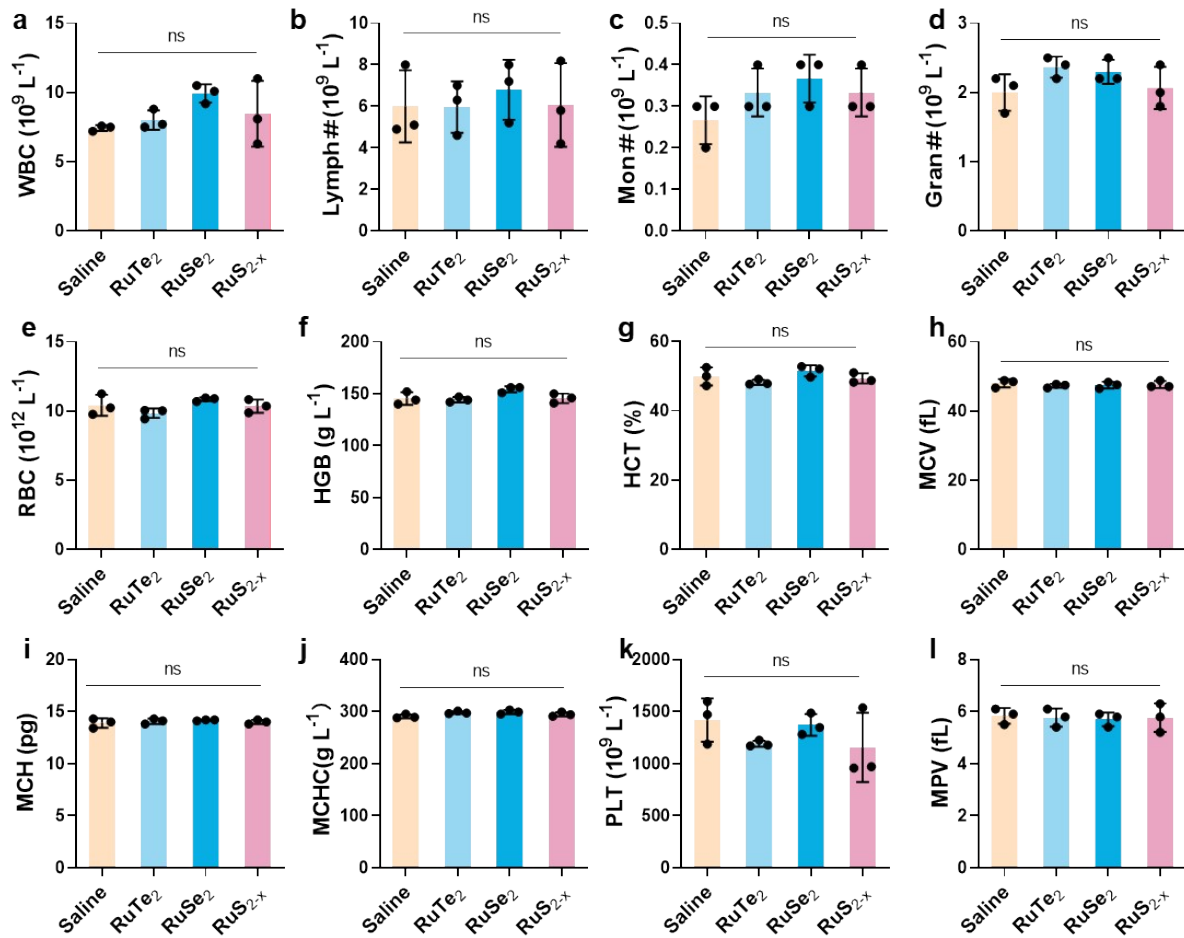 a
WBC (10⁹ L⁻¹)
15
10
5
0
ns
Saline
RuTe₂
RuSe₂
RuS₂₋ₓ
b
Lymph# (10⁹ L⁻¹)
10
8
6
4
2
0
ns
Saline
RuTe₂
RuSe₂
RuS₂₋ₓ
c
Mon# (10⁹ L⁻¹)
0.5
0.4
0.3
0.2
0.1
0.0
ns
Saline
RuTe₂
RuSe₂
RuS₂₋ₓ
d
Gran# (10⁹ L⁻¹)
3
2
1
0
ns
Saline
RuTe₂
RuSe₂
RuS₂₋ₓ
e
RBC (10¹² L⁻¹)
15
10
5
0
ns
Saline
RuTe₂
RuSe₂
RuS₂₋ₓ
f
HGB (g L⁻¹)
200
150
100
50
0
ns
Saline
RuTe₂
RuSe₂
RuS₂₋ₓ
g
HCT (%)
60
40
20
0
ns
Saline
RuTe₂
RuSe₂
RuS₂₋ₓ
h
MCV (fL)
60
40
20
0
ns
Saline
RuTe₂
RuSe₂
RuS₂₋ₓ
i
MCH (pg)
20
15
10
5
0
ns
Saline
RuTe₂
RuSe₂
RuS₂₋ₓ
j
MCHC(g L⁻¹)
400
300
200
100
0
ns
Saline
RuTe₂
RuSe₂
RuS₂₋ₓ
k
PLT (10⁹ L⁻¹)
2000
1500
1000
500
0
ns
Saline
RuTe₂
RuSe₂
RuS₂₋ₓ
l
MPV (fL)
8
6
4
2
0
ns
Saline
RuTe₂
RuSe₂
RuS₂₋ₓ